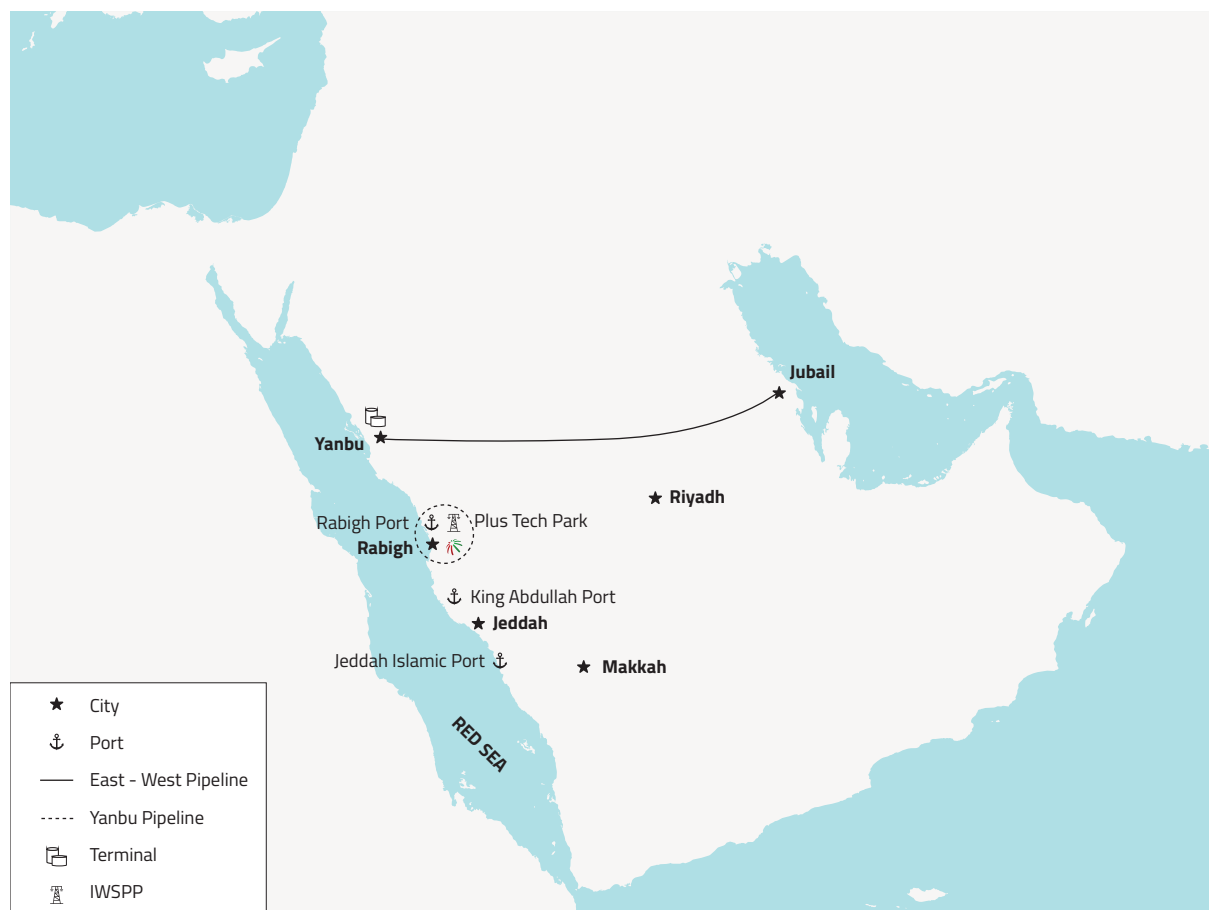 Jubail
Yanbu
Riyadh
Rabigh Port
Plus Tech Park
Rabigh
King Abdullah Port
Jeddah
Jeddah Islamic Port
Makkah
RED SEA
City
Port
East - West Pipeline
Yanbu Pipeline
Terminal
IWSPP